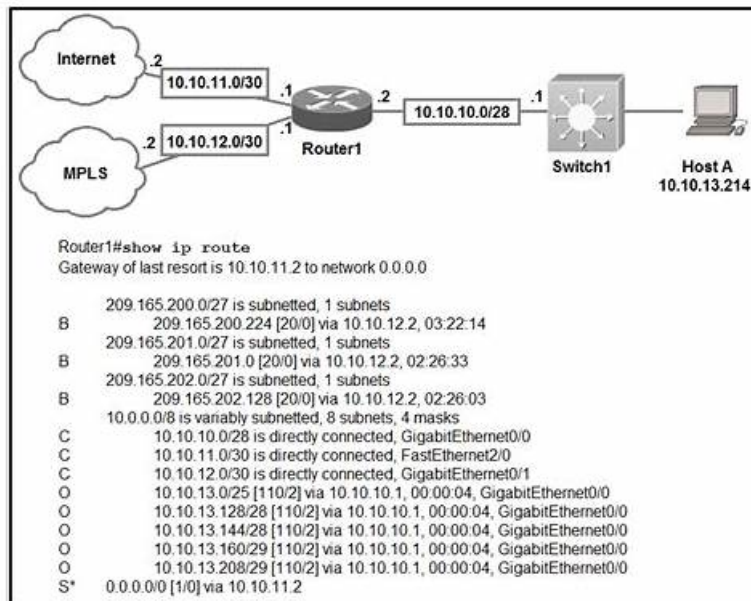 Internet
.2
10.10.11.0/30
.1
.2
10.10.10.0/28
.1
.2
10.10.12.0/30
.1
MPLS
Router1
Switch1
Host A
10.10.13.214
Router1#show ip route
Gateway of last resort is 10.10.11.2 to network 0.0.0.0
209.165.200.0/27 is subnetted, 1 subnets
B 209.165.200.224 [20/0] via 10.10.12.2, 03:22:14
209.165.201.0/27 is subnetted, 1 subnets
B 209.165.201.0 [20/0] via 10.10.12.2, 02:26:33
209.165.202.0/27 is subnetted, 1 subnets
B 209.165.202.128 [20/0] via 10.10.12.2, 02:26:03
10.0.0.0/8 is variably subnetted, 8 subnets, 4 masks
C 10.10.10.0/28 is directly connected, GigabitEthernet0/0
C 10.10.11.0/30 is directly connected, FastEthernet2/0
C 10.10.12.0/30 is directly connected, GigabitEthernet0/1
O 10.10.13.0/25 [110/2] via 10.10.10.1, 00:00:04, GigabitEthernet0/0
O 10.10.13.128/28 [110/2] via 10.10.10.1, 00:00:04, GigabitEthernet0/0
O 10.10.13.144/28 [110/2] via 10.10.10.1, 00:00:04, GigabitEthernet0/0
O 10.10.13.160/29 [110/2] via 10.10.10.1, 00:00:04, GigabitEthernet0/0
O 10.10.13.208/29 [110/2] via 10.10.10.1, 00:00:04, GigabitEthernet0/0
S* 0.0.0.0/0 [1/0] via 10.10.11.2